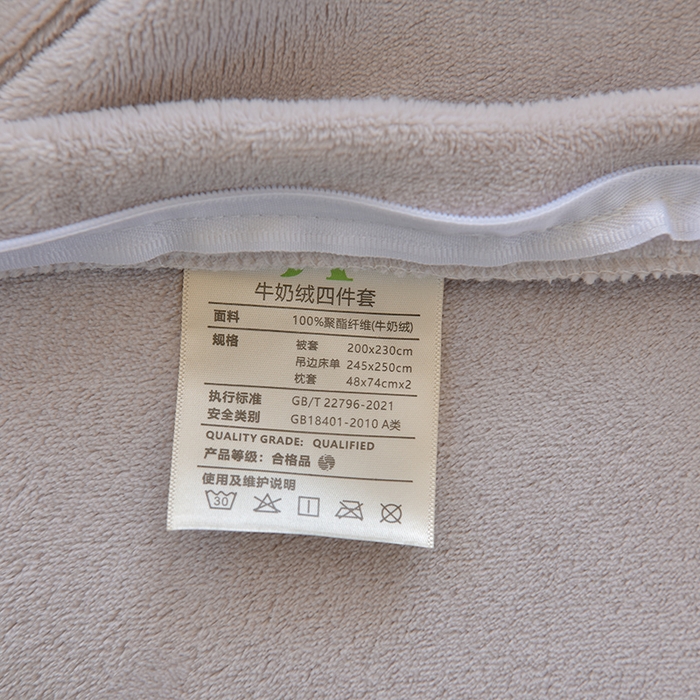 牛奶绒四件套
面料 100%聚酯纤维(牛奶绒)
规格 被套 200x230cm
吊边床单 245x250cm
枕套 48x74cmx2
执行标准 GB/T 22796-2021
安全类别 GB18401-2010 A类
QUALITY GRADE: QUALIFIED
产品等级：合格品
使用及维护说明
30